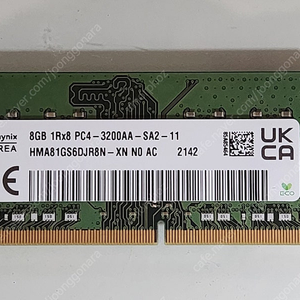 ynix
REA
8GB 1Rx8 PC4-3200AA-SA2-11
HMA81GS6DJR8N-XN N0 AC 2142
UK
CA